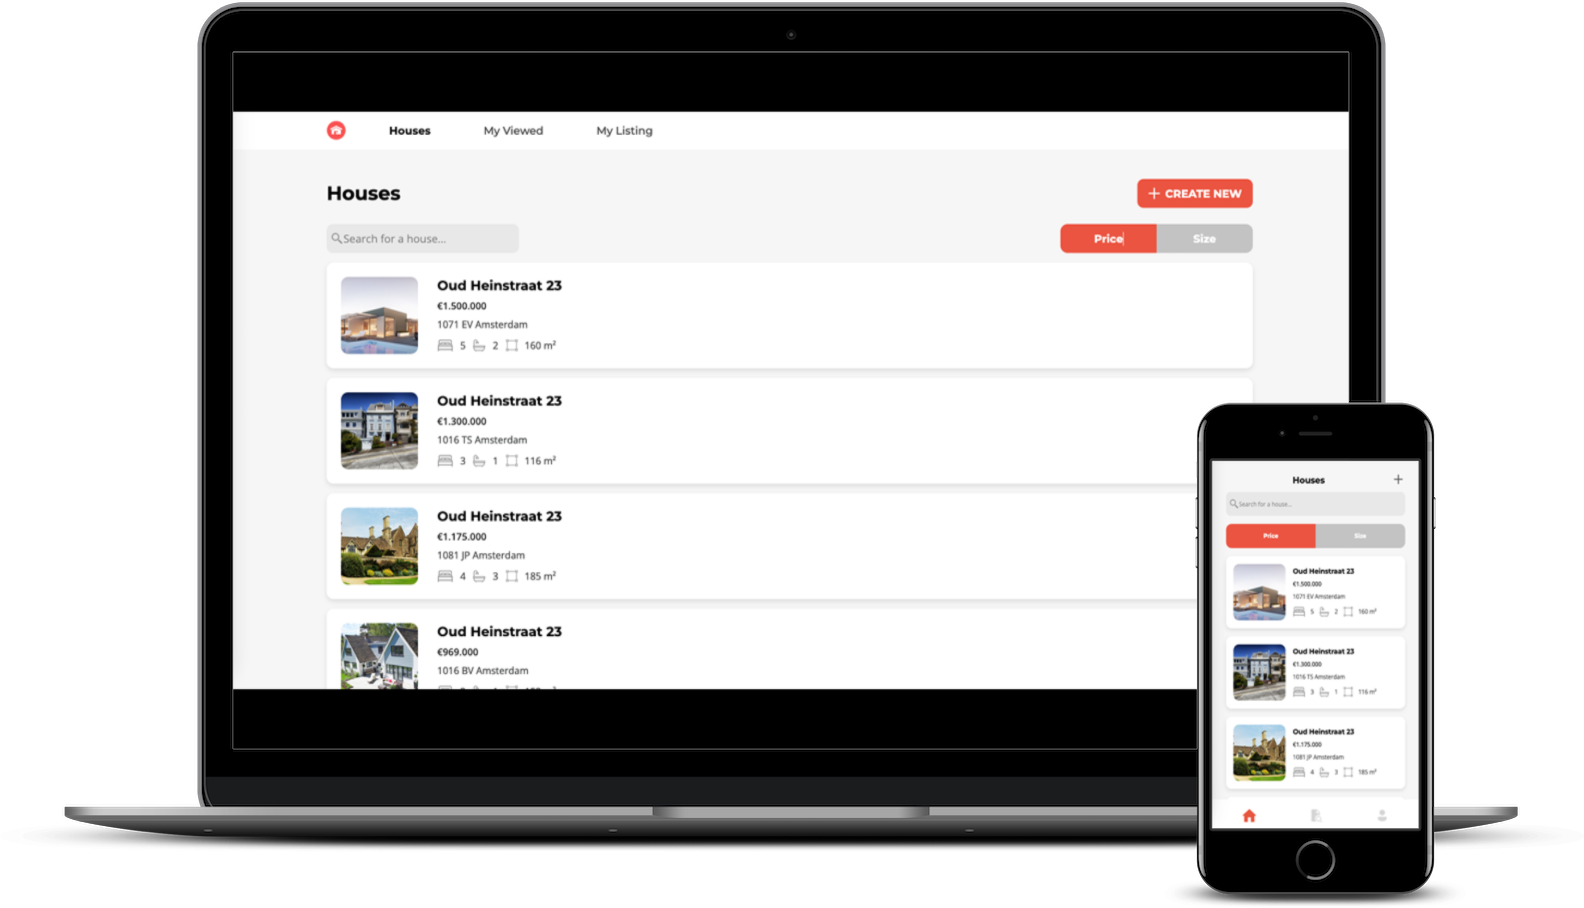 Houses My Viewed My Listing
Houses
+ CREATE NEW
Search for a house...
Price Size
Oud Heinstraat 23
€1.500.000
1071 EV Amsterdam
5 2 160 m²
Oud Heinstraat 23
€1.300.000
1016 TS Amsterdam
3 1 116 m²
Oud Heinstraat 23
€1.175.000
1081 JP Amsterdam
4 3 185 m²
Oud Heinstraat 23
€969.000
1016 BV Amsterdam
Houses +
Search for a house...
Price Size
Oud Heinstraat 23
€1.500.000
1071 EV Amsterdam
5 2 160 m²
Oud Heinstraat 23
€1.300.000
1016 TS Amsterdam
3 1 116 m²
Oud Heinstraat 23
€1.175.000
1081 JP Amsterdam
4 3 185 m²